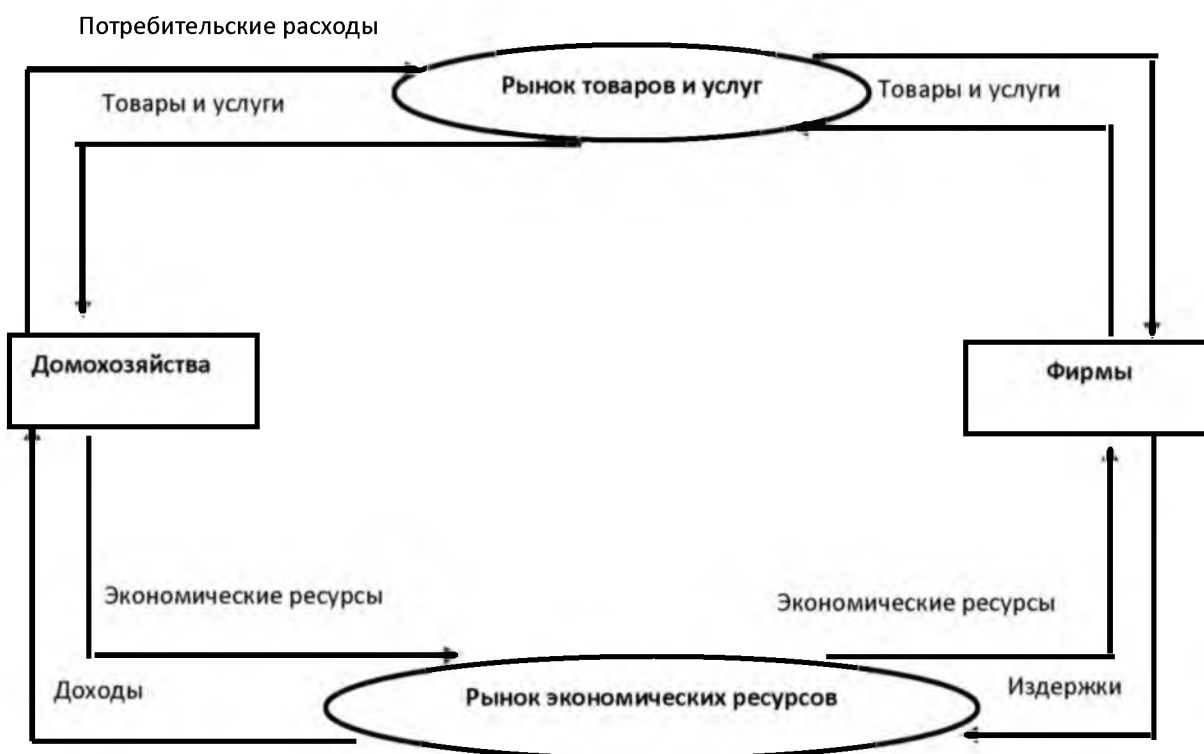 Потребительские расходы
Рынок товаров и услуг
Товары и услуги
Товары и услуги
Домохозяйства
Фирмы
Экономические ресурсы
Экономические ресурсы
Доходы
Рынок экономических ресурсов
Издержки